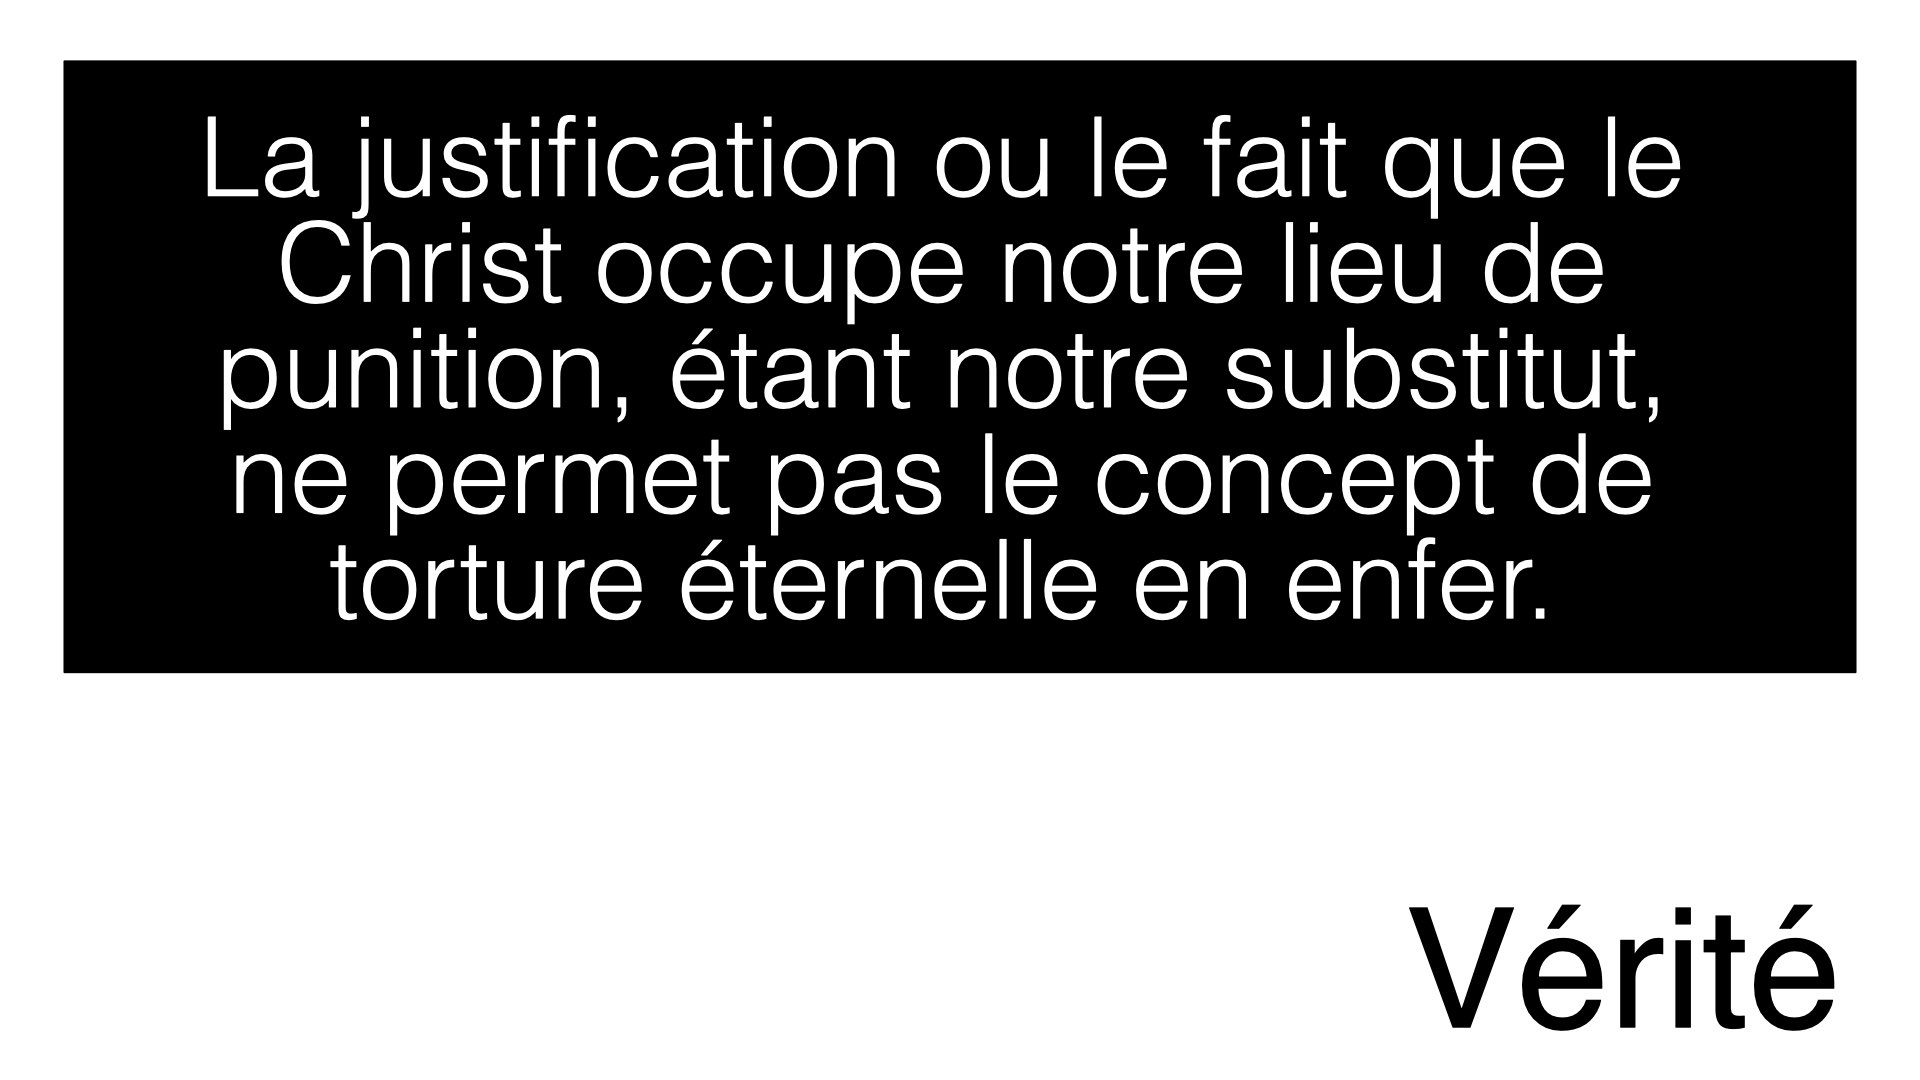 La justification ou le fait que le
Christ occupe notre lieu de
punition, étant notre substitut,
ne permet pas le concept de
torture éternelle en enfer.
Vérité